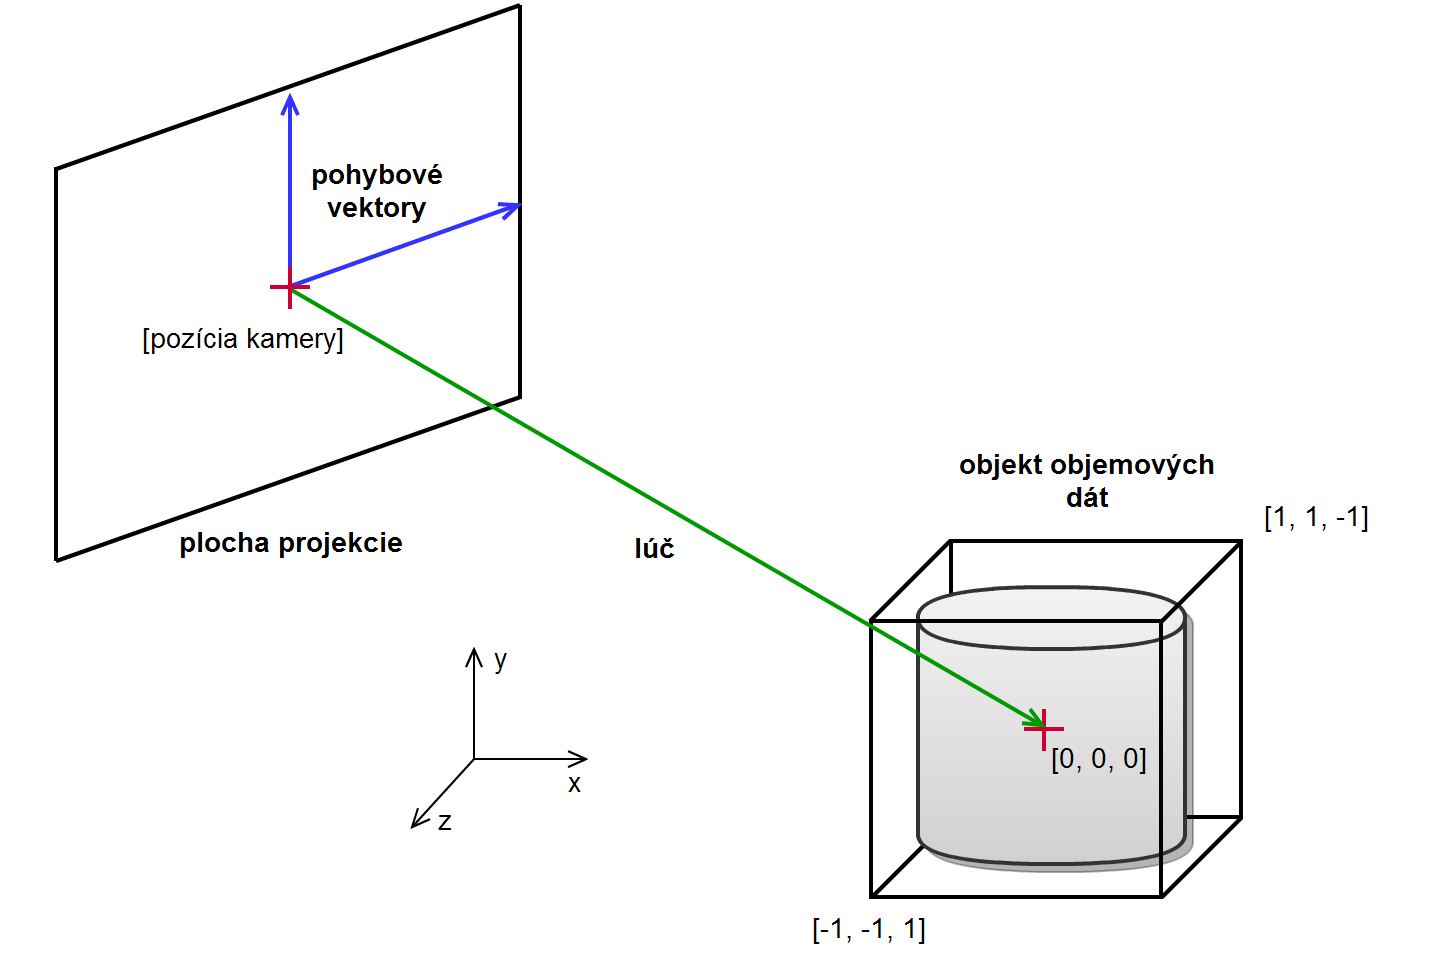 pohybové
vektory
[pozícia kamery]
plocha projekcie
lúč
objekt objemových
dát
[1, 1, -1]
y
x
z
[0, 0, 0]
[-1, -1, 1]